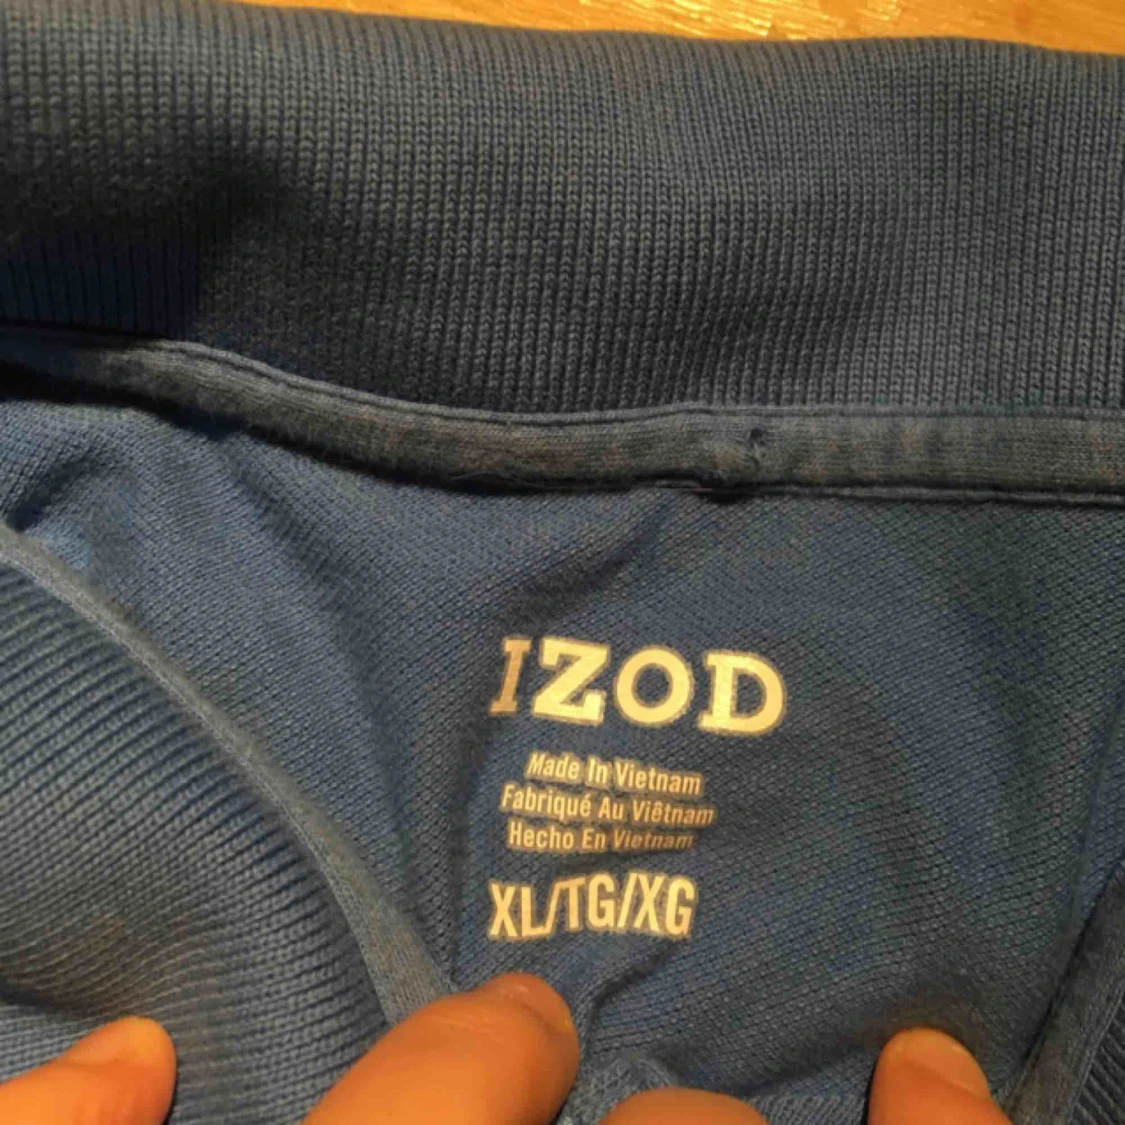 IZOD
Made In Vietnam
Fabriqué Au Viêtnam
Hecho En Vietnam
XL/TG/XG